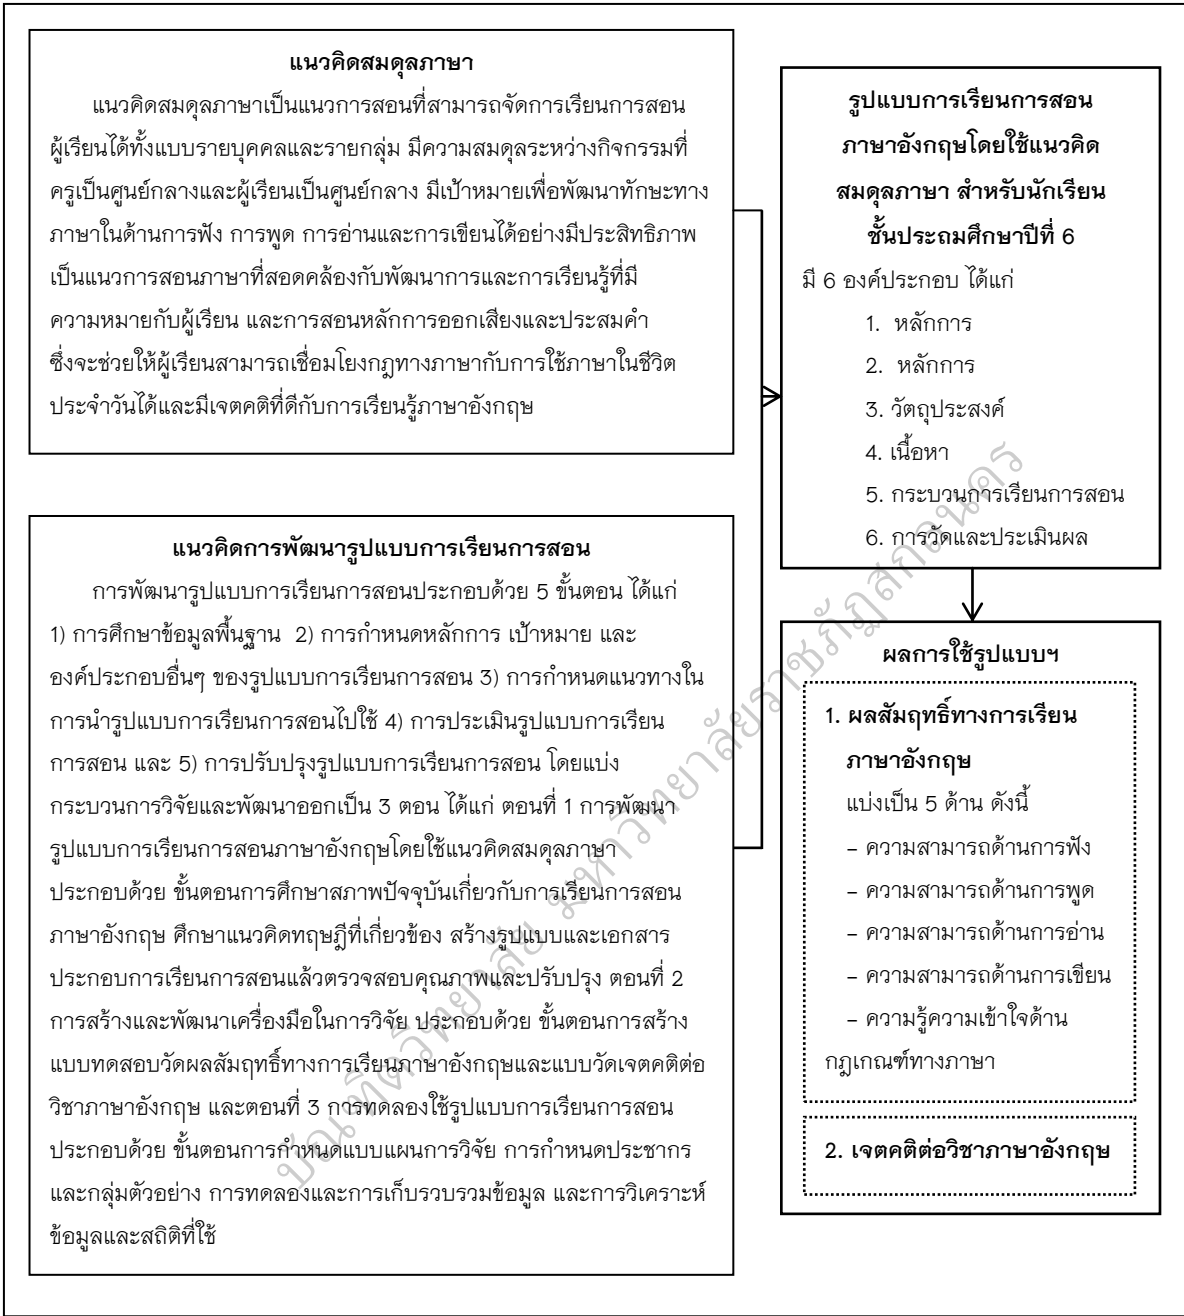 แนวคิดสมดุลภาษา
แนวคิดสมดุลภาษาเป็นแนวการสอนที่สามารถจัดการเรียนการสอน
ผู้เรียนได้ทั้งแบบรายบุคคลและรายกลุ่ม มีความสมดุลระหว่างกิจกรรมที่
ครูเป็นศูนย์กลางและผู้เรียนเป็นศูนย์กลาง มีเป้าหมายเพื่อพัฒนาทักษะทาง
ภาษาในด้านการฟัง การพูด การอ่านและการเขียนได้อย่างมีประสิทธิภาพ
เป็นแนวการสอนภาษาที่สอดคล้องกับพัฒนาการและการเรียนรู้ที่มี
ความหมายกับผู้เรียน และการสอนหลักการออกเสียงและประสมคำ
ซึ่งจะช่วยให้ผู้เรียนสามารถเชื่อมโยงกฎทางภาษากับการใช้ภาษาในชีวิต
ประจำวันได้และมีเจตคติที่ดีกับการเรียนรู้ภาษาอังกฤษ
แนวคิดการพัฒนารูปแบบการเรียนการสอน
การพัฒนารูปแบบการเรียนการสอนประกอบด้วย 5 ขั้นตอน ได้แก่
1) การศึกษาข้อมูลพื้นฐาน 2) การกำหนดหลักการ เป้าหมาย และ
องค์ประกอบอื่นๆ ของรูปแบบการเรียนการสอน 3) การกำหนดแนวทางใน
การนำรูปแบบการเรียนการสอนไปใช้ 4) การประเมินรูปแบบการเรียน
การสอน และ 5) การปรับปรุงรูปแบบการเรียนการสอน โดยแบ่ง
กระบวนการวิจัยและพัฒนาออกเป็น 3 ตอน ได้แก่ ตอนที่ 1 การพัฒนา
รูปแบบการเรียนการสอนภาษาอังกฤษโดยใช้แนวคิดสมดุลภาษา
ประกอบด้วย ขั้นตอนการศึกษาสภาพปัจจุบันเกี่ยวกับการเรียนการสอน
ภาษาอังกฤษ ศึกษาแนวคิดทฤษฎีที่เกี่ยวข้อง สร้างรูปแบบและเอกสาร
ประกอบการเรียนการสอนแล้วตรวจสอบคุณภาพและปรับปรุง ตอนที่ 2
การสร้างและพัฒนาเครื่องมือในการวิจัย ประกอบด้วย ขั้นตอนการสร้าง
แบบทดสอบวัดผลสัมฤทธิ์ทางการเรียนภาษาอังกฤษและแบบวัดเจตคติต่อ
วิชาภาษาอังกฤษ และตอนที่ 3 การทดลองใช้รูปแบบการเรียนการสอน
ประกอบด้วย ขั้นตอนการกำหนดแบบแผนการวิจัย การกำหนดประชากร
และกลุ่มตัวอย่าง การทดลองและการเก็บรวบรวมข้อมูล และการวิเคราะห์
ข้อมูลและสถิติที่ใช้
รูปแบบการเรียนการสอน
ภาษาอังกฤษโดยใช้แนวคิด
สมดุลภาษา สำหรับนักเรียน
ชั้นประถมศึกษาปีที่ 6
มี 6 องค์ประกอบ ได้แก่
1. หลักการ
2. หลักการ
3. วัตถุประสงค์
4. เนื้อหา
5. กระบวนการเรียนการสอน
6. การวัดและประเมินผล
ผลการใช้รูปแบบฯ
1. ผลสัมฤทธิ์ทางการเรียน
ภาษาอังกฤษ
แบ่งเป็น 5 ด้าน ดังนี้
– ความสามารถด้านการฟัง
– ความสามารถด้านการพูด
– ความสามารถด้านการอ่าน
– ความสามารถด้านการเขียน
– ความรู้ความเข้าใจด้าน
กฎเกณฑ์ทางภาษา
2. เจตคติต่อวิชาภาษาอังกฤษ
บัณฑิตวิทยาลัย มหาวิทยาลัยราชภัฏสกลนคร